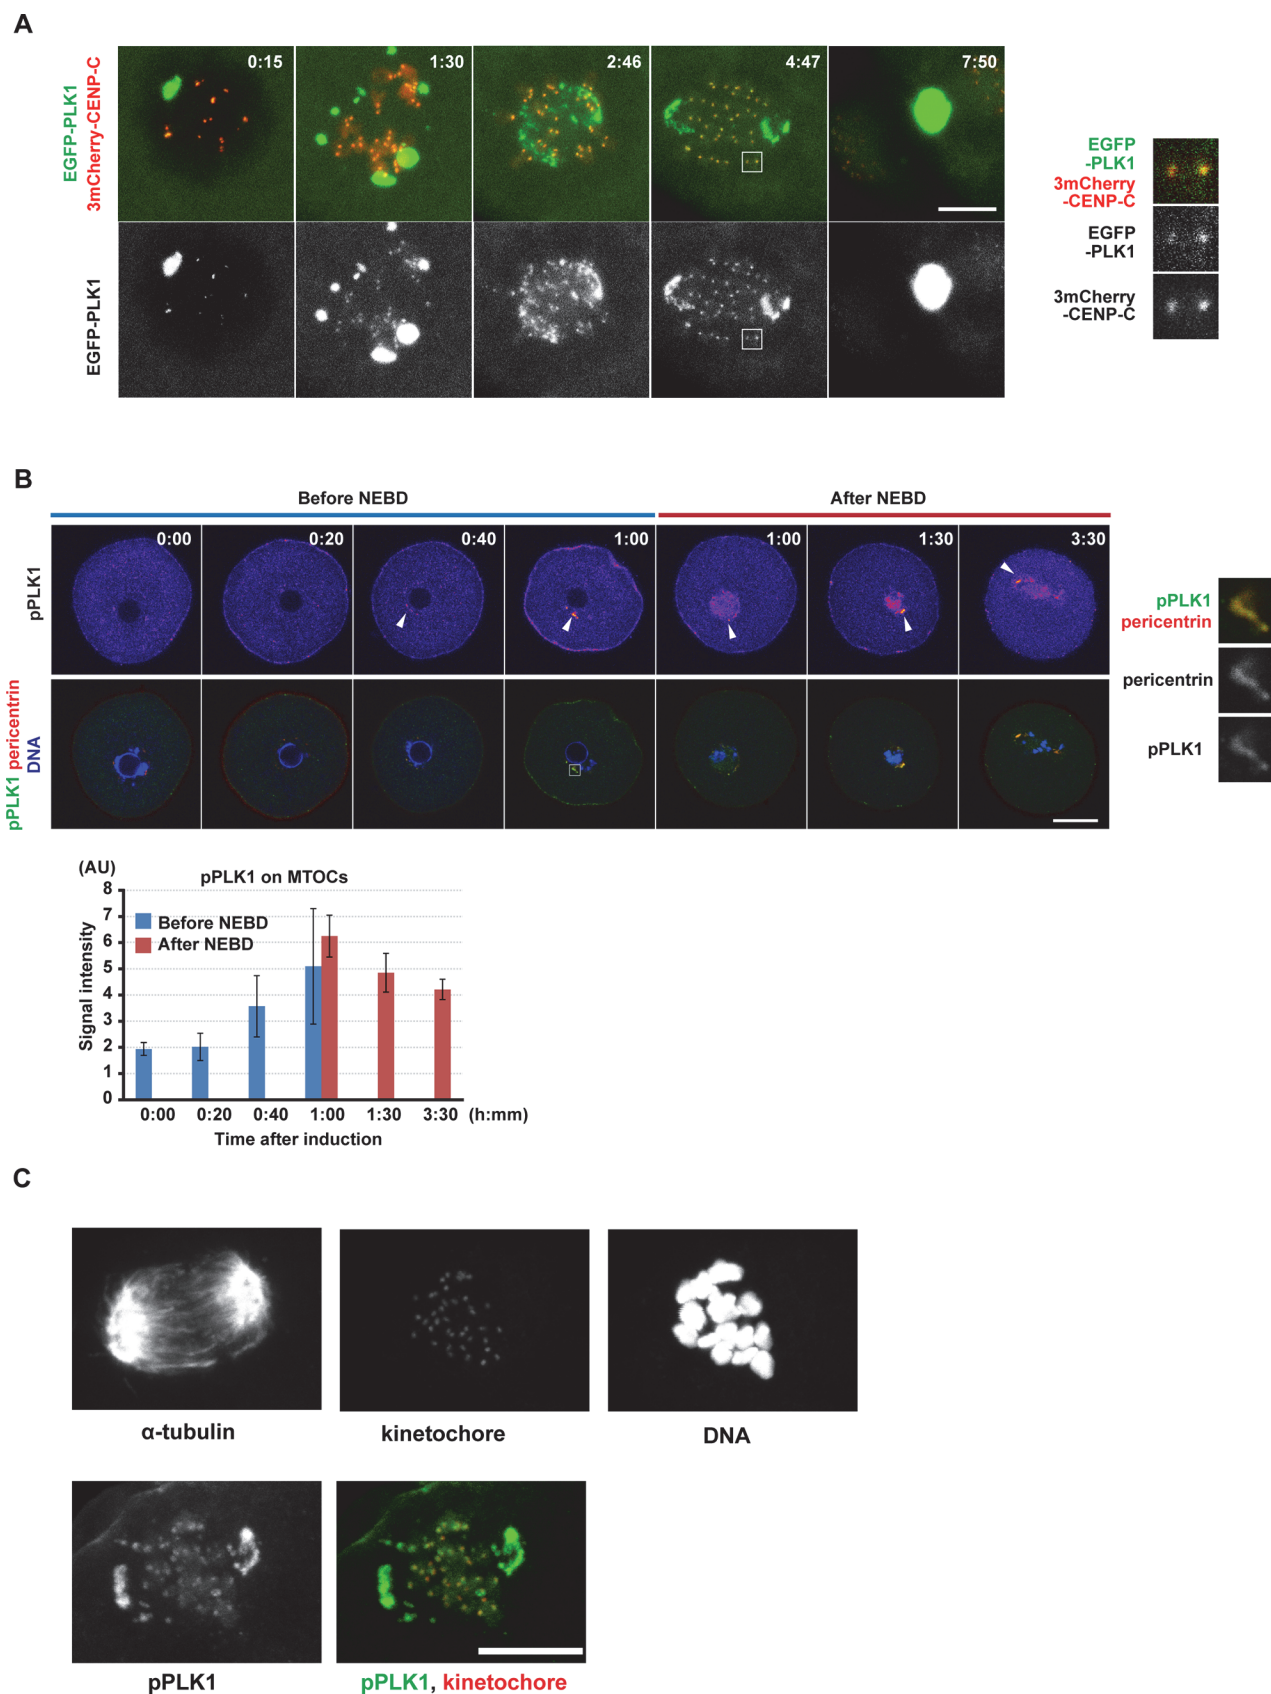 A
EGFP-PLK1
3mCherry-CENP-C
0:15
1:30
2:46
4:47
7:50
EGFP-PLK1
EGFP
-PLK1
3mCherry
-CENP-C
EGFP
-PLK1
3mCherry
-CENP-C
B
Before NEBD
After NEBD
pPLK1
0:00
0:20
0:40
1:00
1:00
1:30
3:30
pPLK1 pericentrin
DNA
pPLK1
pericentrin
pericentrin
pPLK1
(AU)
pPLK1 on MTOCs
Signal intensity
8
7
6
5
4
3
2
1
0
Before NEBD
After NEBD
0:00 0:20 0:40 1:00 1:30 3:30 (h:mm)
Time after induction
C
α-tubulin
kinetochore
DNA
pPLK1
pPLK1, kinetochore